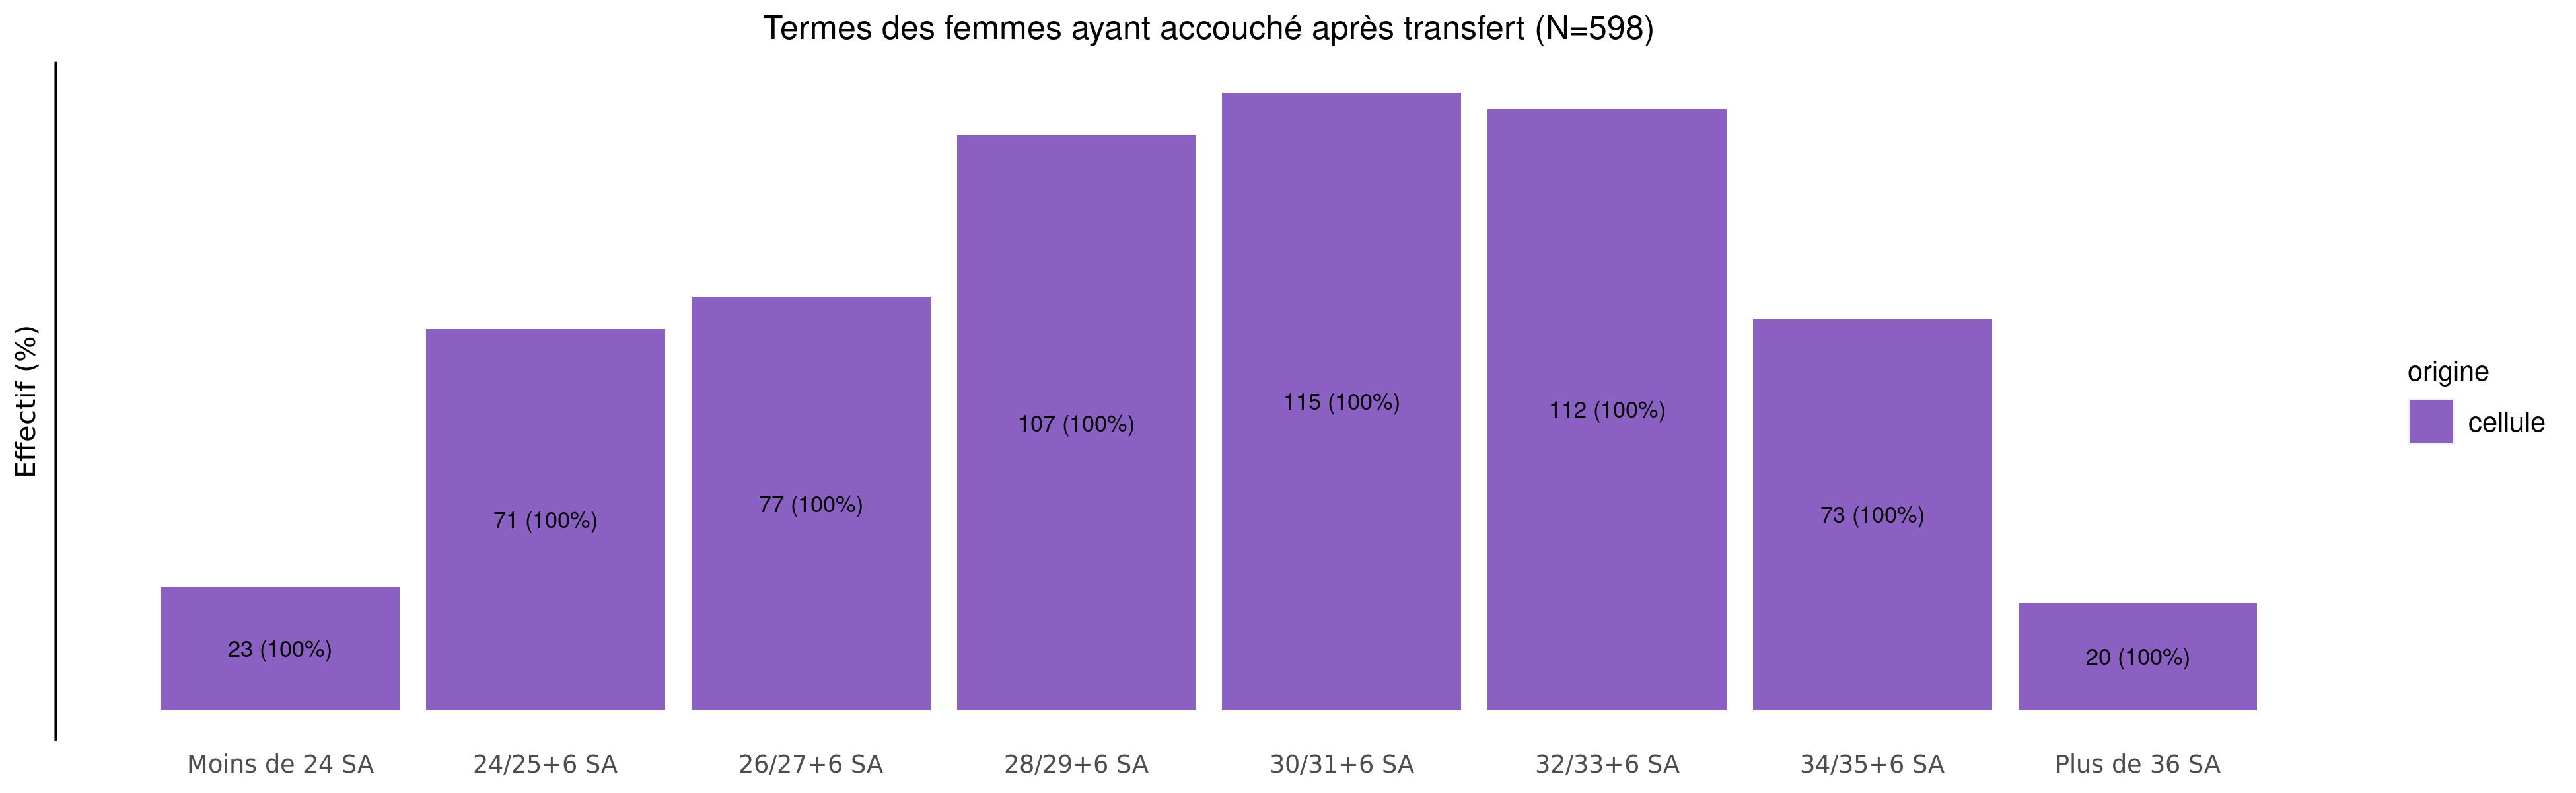 Termes des femmes ayant accouché après transfert (N=598)
Effectif (%)
23 (100%)
71 (100%)
77 (100%)
107 (100%)
115 (100%)
112 (100%)
73 (100%)
20 (100%)
Moins de 24 SA
24/25+6 SA
26/27+6 SA
28/29+6 SA
30/31+6 SA
32/33+6 SA
34/35+6 SA
Plus de 36 SA
origine
cellule